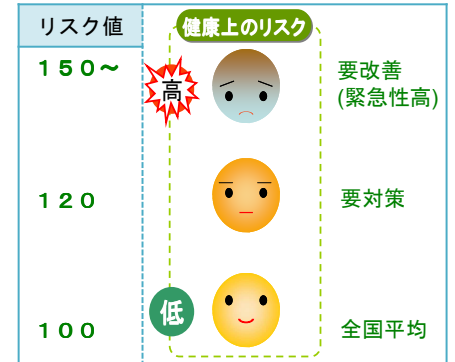 リスク値
健康上のリスク
150～
高
要改善
(緊急性高)
120
要対策
低
100
全国平均